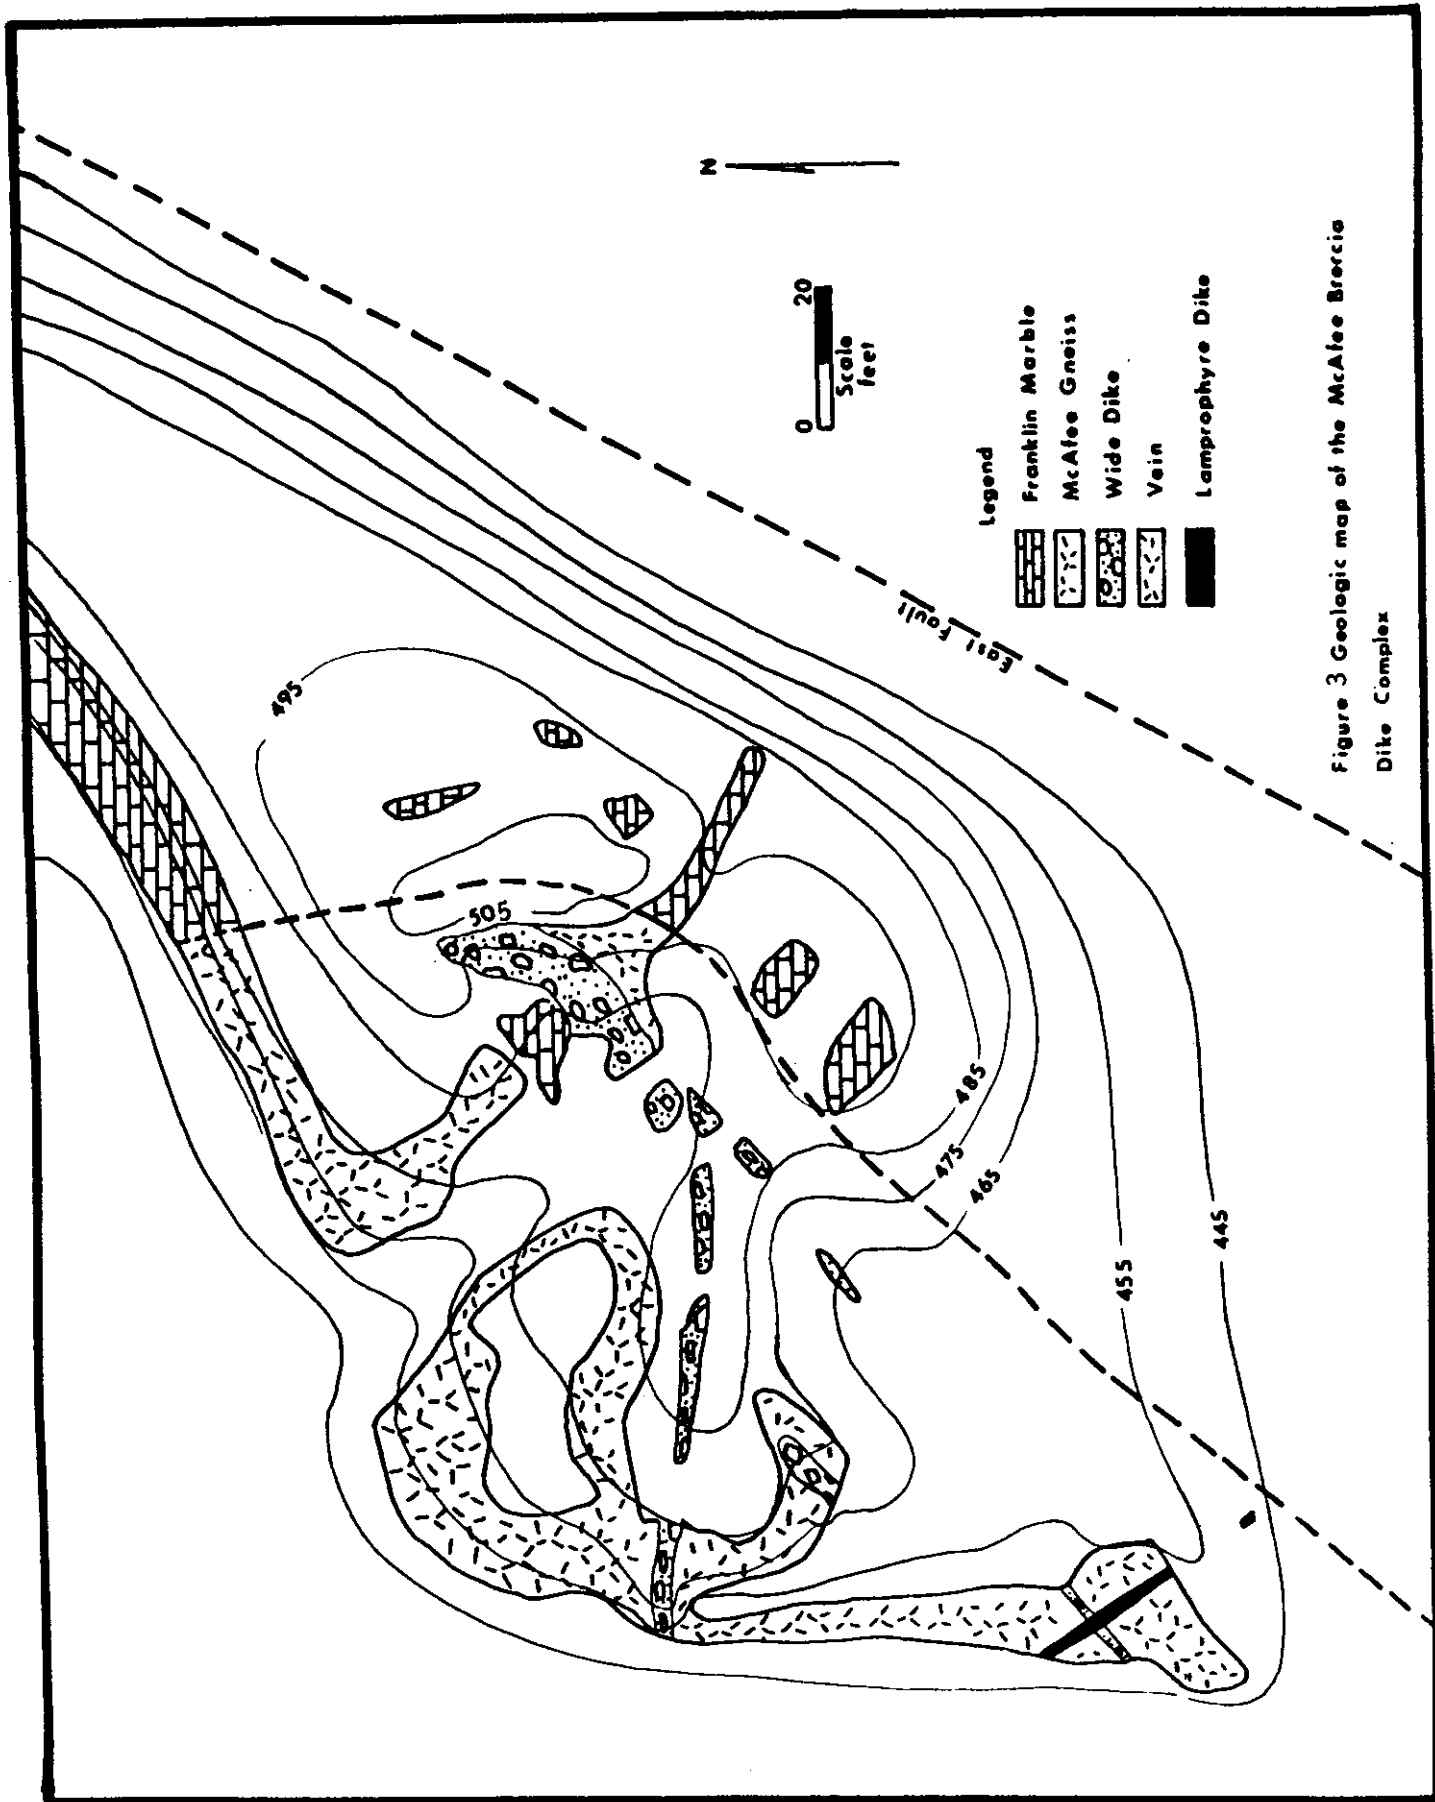 495
505
485
475
465
455
445
East Fault
N
0 20
Scale
feet
Legend
Franklin Marble
McAfee Gneiss
Wide Dike
Vein
Lamprophyre Dike
Figure 3 Geologic map of the McAfee Breccia
Dike Complex